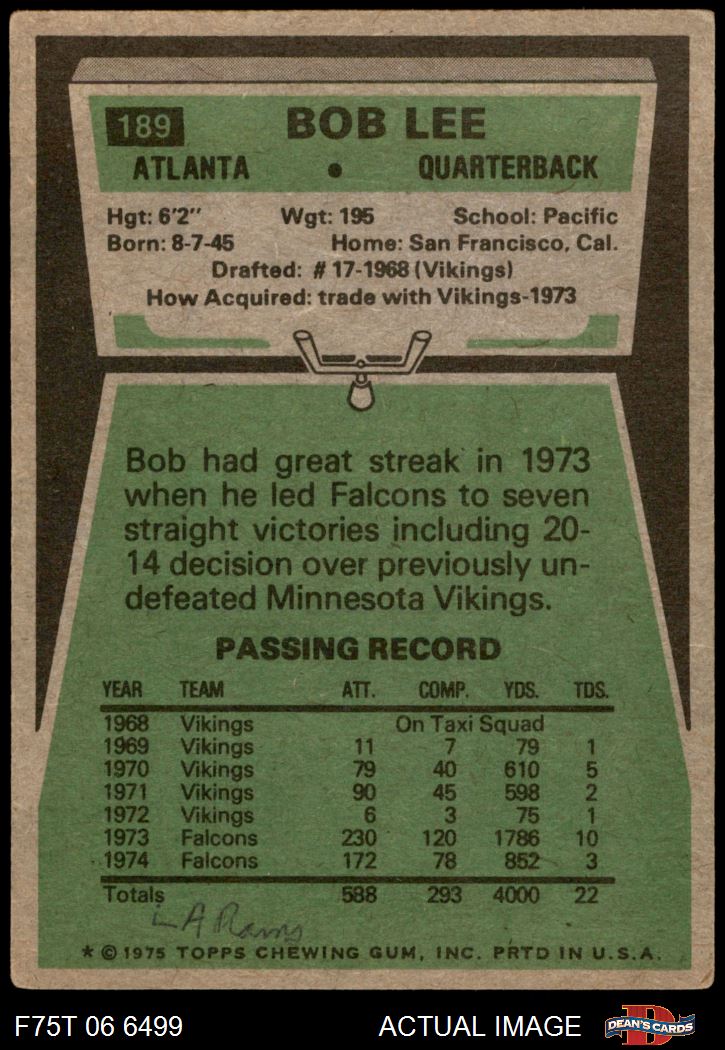 189 BOB LEE
ATLANTA • QUARTERBACK
Hgt: 6'2" Wgt: 195 School: Pacific
Born: 8-7-45 Home: San Francisco, Cal.
Drafted: #17-1968 (Vikings)
How Acquired: trade with Vikings-1973
Bob had great streak in 1973
when he led Falcons to seven
straight victories including 20-
14 decision over previously un-
defeated Minnesota Vikings.
PASSING RECORD
YEAR TEAM ATT. COMP. YDS. TDS.
1968 Vikings On Taxi Squad
1969 Vikings 11 7 79 1
1970 Vikings 79 40 610 5
1971 Vikings 90 45 598 2
1972 Vikings 6 3 75 1
1973 Falcons 230 120 1786 10
1974 Falcons 172 78 852 3
Totals 588 293 4000 22
LA Rams
* © 1975 TOPPS CHEWING GUM, INC. PRTD IN U.S.A.
F75T 06 6499 ACTUAL IMAGE D DEAN'S CARDS